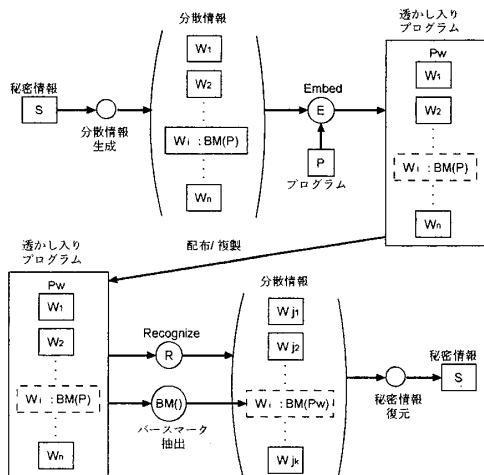 分散情報
透かし入り
プログラム
Pw
W1
W2
Wi : BM(P)
Wn
秘密情報
S
分散情報
生成
Embed
E
P
プログラム
W1
W2
Wi : BM(P)
Wn
配布/複製
透かし入り
プログラム
Pw
W1
W2
Wi : BM(P)
Wn
Recognize
R
BM()
バースマーク
抽出
分散情報
Wj1
Wj2
Wi : BM(Pw)
Wjk
秘密情報
復元
秘密情報
S